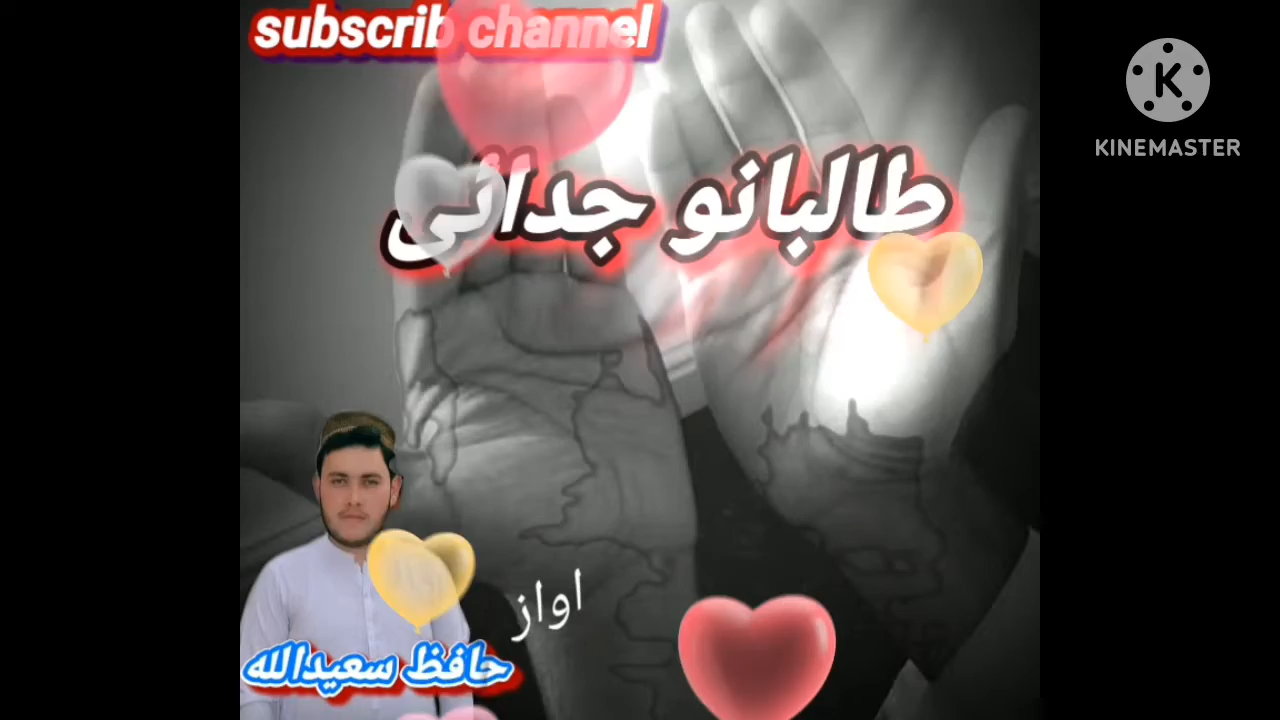 subscrib channel
KINEMASTER
طالبانو جدائی
اواز
حافظ سعیدالله